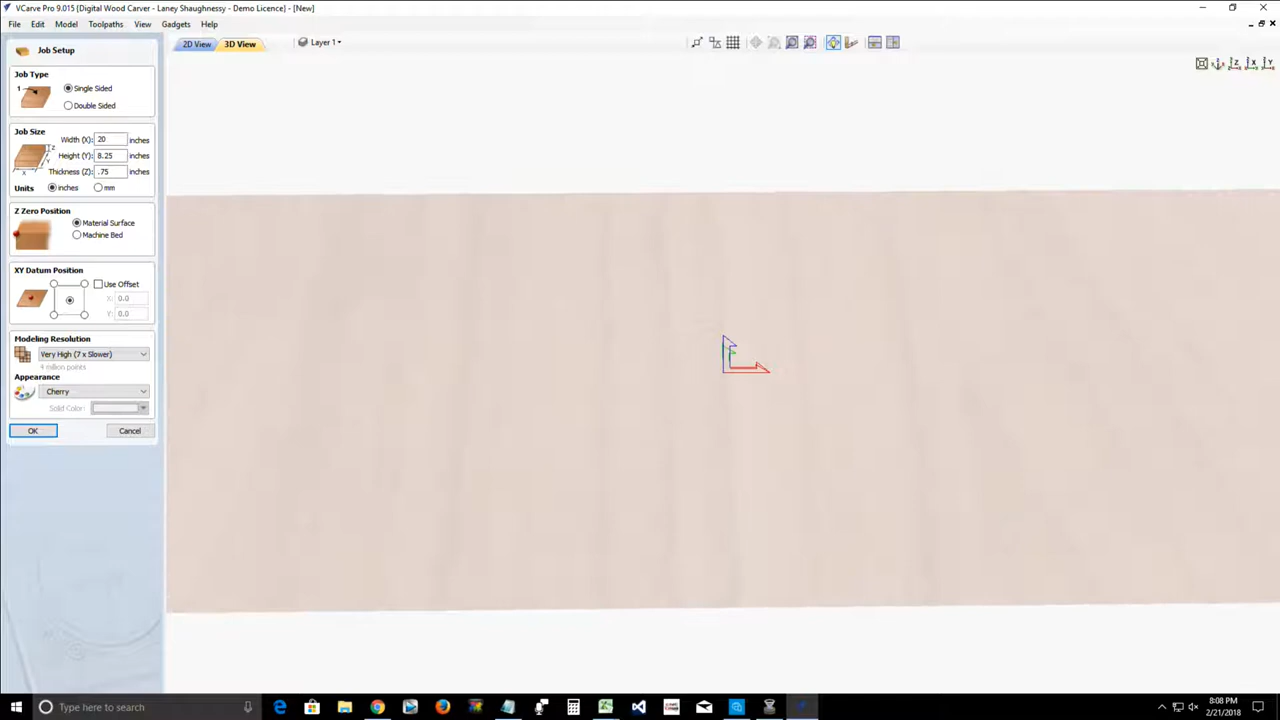 VCarve Pro 9.015 {Digital Wood Carver - Laney Shaughnessy - Demo Licence} - [New]
File Edit Model Toolpaths View Gadgets Help
Job Setup
2D View 3D View Layer 1
Job Type
1
Single Sided
Double Sided
Job Size
Width (X): 20 inches
Height (Y): 8.25 inches
Thickness (Z): .75 inches
Z
Y
X
Units inches mm
Z Zero Position
Material Surface
Machine Bed
XY Datum Position
Use Offset
X: 0.0
Y: 0.0
Modeling Resolution
Very High (7 x Slower)
4 million points
Appearance
Cherry
Solid Color:
OK Cancel
Z X Y
Type here to search
8:08 PM
2/21/2018